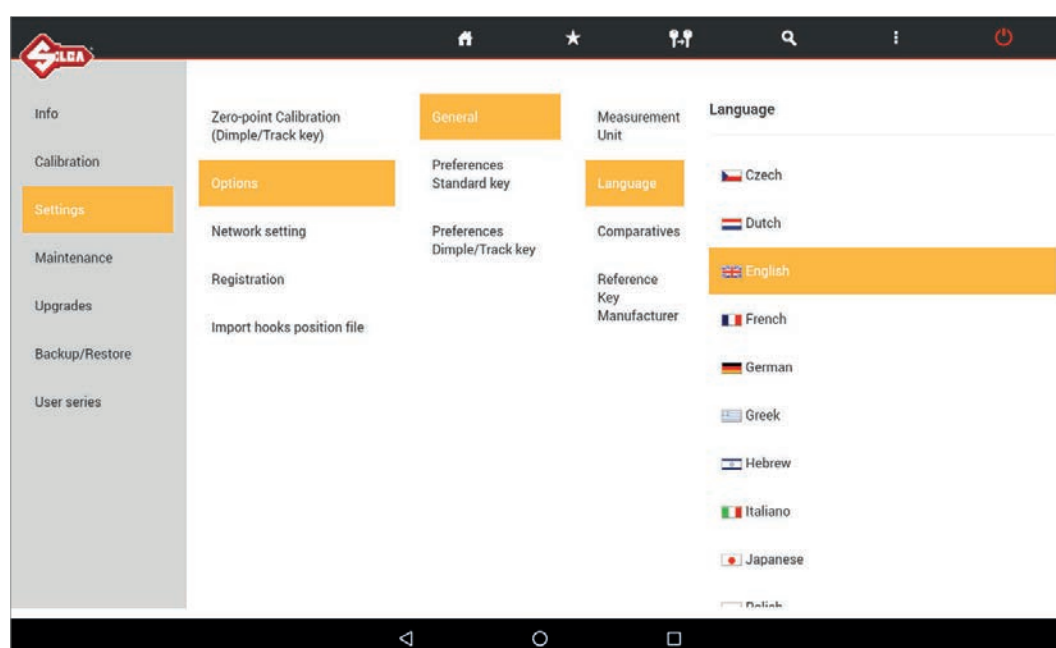 SILCA
Info
Calibration
Settings
Maintenance
Upgrades
Backup/Restore
User series
Zero-point Calibration
(Dimple/Track key)
Options
Network setting
Registration
Import hooks position file
General
Preferences
Standard key
Preferences
Dimple/Track key
Measurement
Unit
Language
Comparatives
Reference
Key
Manufacturer
Language
Czech
Dutch
English
French
German
Greek
Hebrew
Italiano
Japanese
Polish